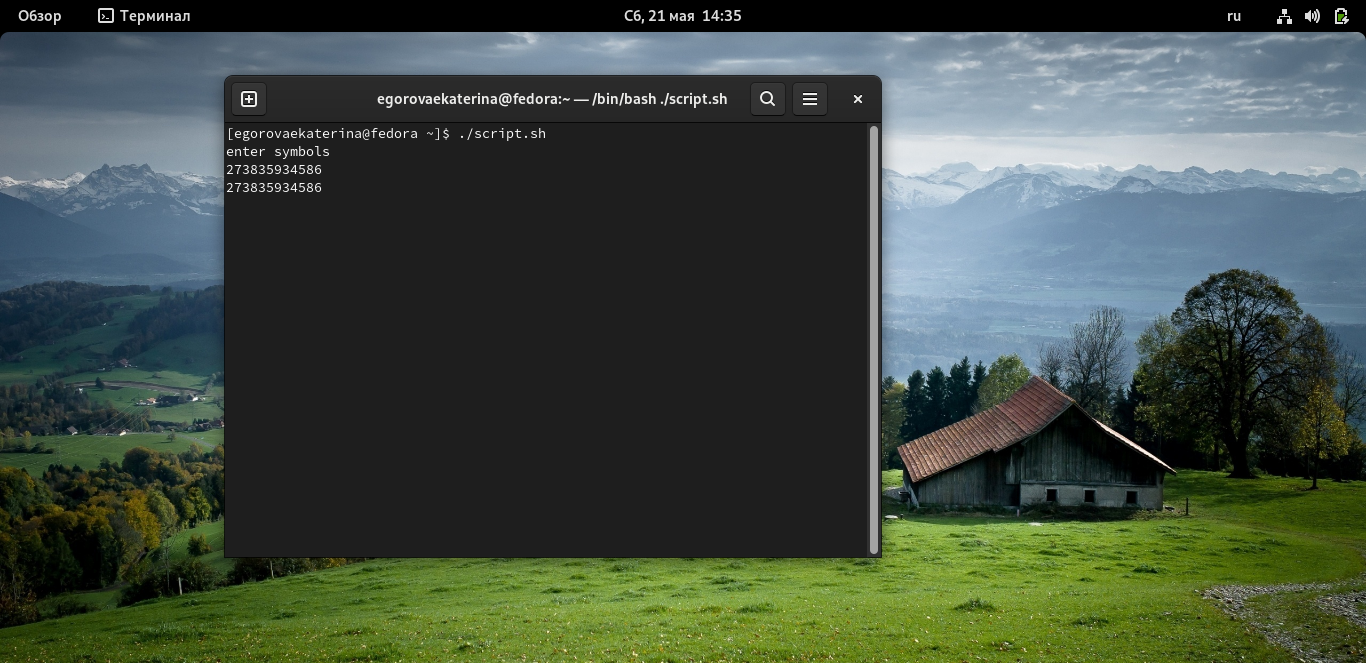 Обзор
Терминал
Сб, 21 мая 14:35
ru
egorovaekaterina@fedora:~ — /bin/bash ./script.sh
[egorovaekaterina@fedora ~]$ ./script.sh
enter symbols
273835934586
273835934586